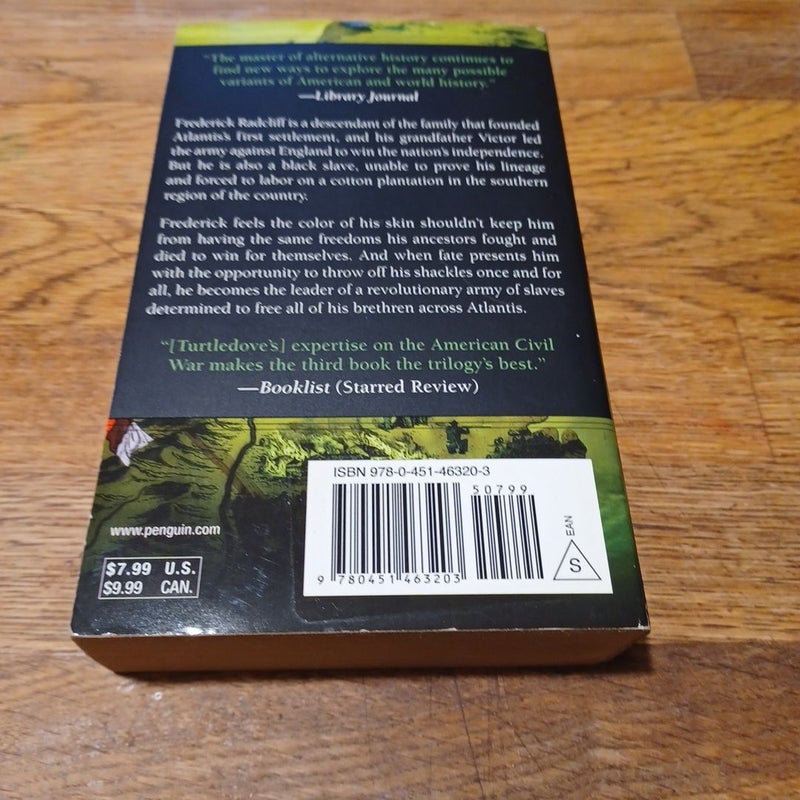 "The master of alternative history continues to
find new ways to explore the many possible
variants of American and world history."
—Library Journal
Frederick Radcliff is a descendant of the family that founded
Atlantis's first settlement, and his grandfather Victor led
the army against England to win the nation's independence.
But he is also a black slave, unable to prove his lineage
and forced to labor on a cotton plantation in the southern
region of the country.
Frederick feels the color of his skin shouldn't keep him
from having the same freedoms his ancestors fought and
died to win for themselves. And when fate presents him
with the opportunity to throw off his shackles once and for
all, he becomes the leader of a revolutionary army of slaves
determined to free all of his brethren across Atlantis.
"[Turtledove's] expertise on the American Civil
War makes the third book the trilogy's best."
—Booklist (Starred Review)
ISBN 978-0-451-46320-3
50799
EAN
S
9 780451 463203
www.penguin.com
$7.99 U.S.
$9.99 CAN.